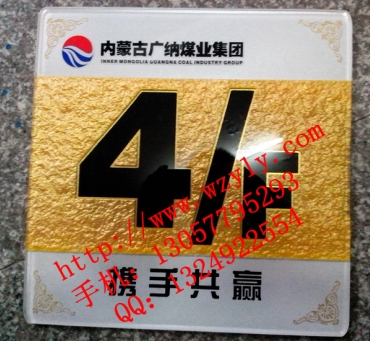 内蒙古广纳煤业集团
INNER MONGOLIA GUANGNA COAL INDUSTRY GROUP
4/F
http://www.wzyly.com
手机: 13057795293
QQ: 1324922554
携手共赢